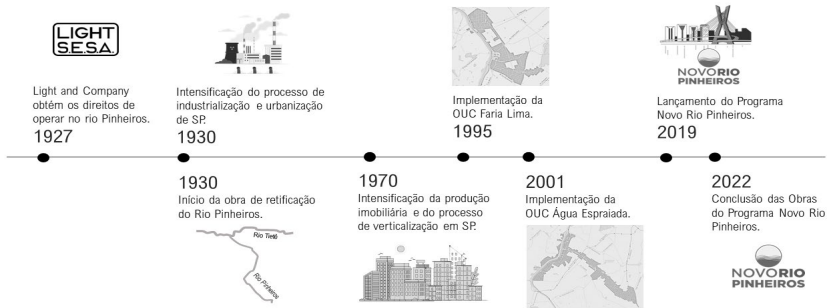 LIGHT
S.E.S.A.
Light and Company
obtém os direitos de
operar no rio Pinheiros.
1927
Intensificação do processo de
industrialização e urbanização
de SP.
1930
1930
Início da obra de retificação
do Rio Pinheiros.
Rio Tietê
Rio Pinheiros
1970
Intensificação da produção
imobiliária e do processo
de verticalização em SP.
Implementação da
OUC Faria Lima.
1995
2001
Implementação da
OUC Água Espraiada.
NOVORIO
PINHEIROS
Lançamento do Programa
Novo Rio Pinheiros.
2019
2022
Conclusão das Obras
do Programa Novo Rio
Pinheiros.
NOVORIO
PINHEIROS